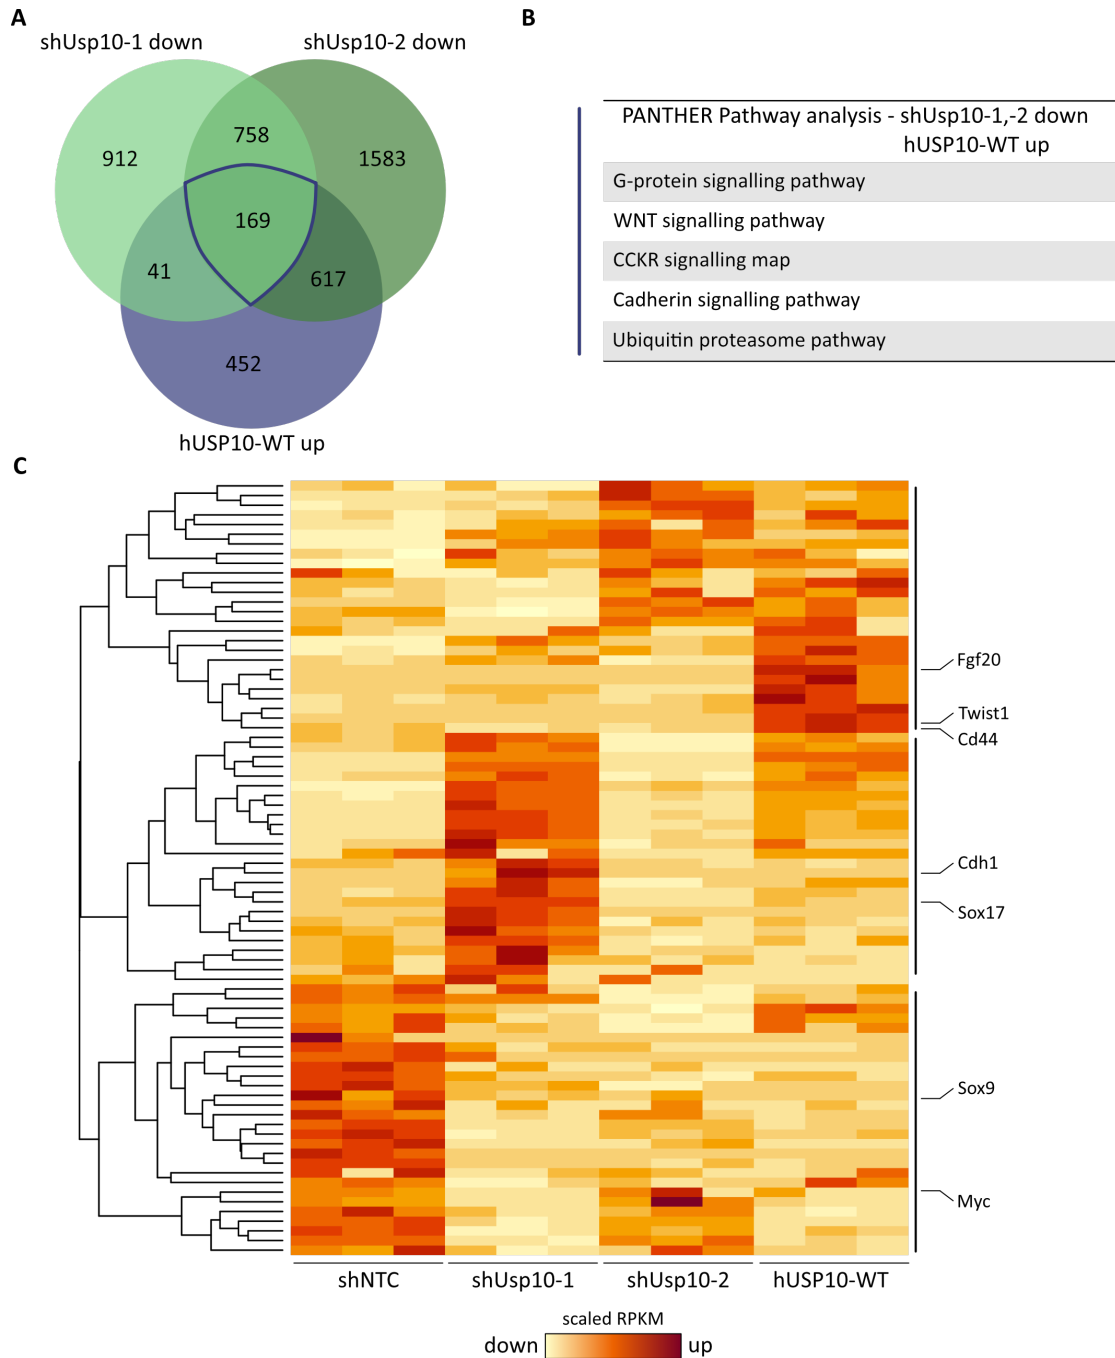 A
shUsp10-1 down
shUsp10-2 down
758
912
1583
169
41
617
452
hUSP10-WT up
B
PANTHER Pathway analysis - shUsp10-1,-2 down
hUSP10-WT up
G-protein signalling pathway
WNT signalling pathway
CCKR signalling map
Cadherin signalling pathway
Ubiquitin proteasome pathway
C
Fgf20
Twist1
Cd44
Cdh1
Sox17
Sox9
Myc
shNTC
shUsp10-1
shUsp10-2
hUSP10-WT
scaled RPKM
down
up